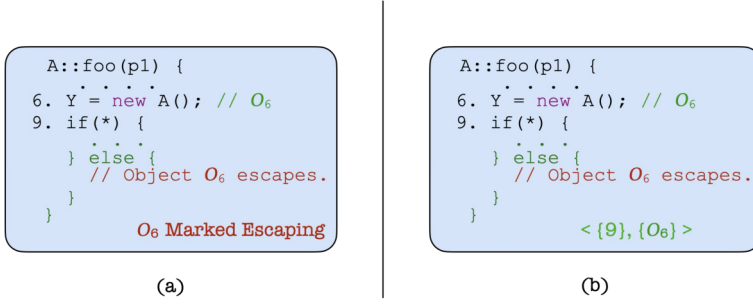 A::foo(p1) {
. . . .
6. Y = new A(); // O₆
9. if(*) {
. . .
} else {
// Object O₆ escapes.
}
}
O₆ Marked Escaping
(a)
A::foo(p1) {
. . . .
6. Y = new A(); // O₆
9. if(*) {
. . .
} else {
// Object O₆ escapes.
}
}
< {9}, {O₆} >
(b)